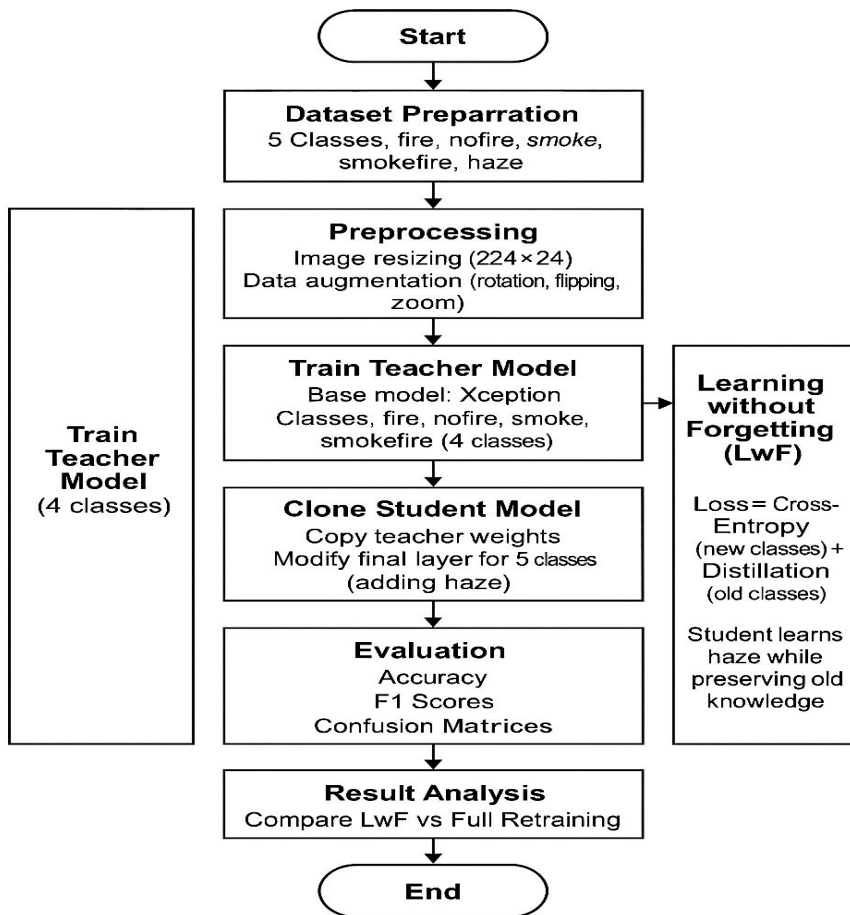 Start
Dataset Preparration
5 Classes, fire, nofire, smoke,
smokefire, haze
Preprocessing
Image resizing (224×24)
Data augmentation (rotation, flipping,
zoom)
Train Teacher Model
Base model: Xception
Classes, fire, nofire, smoke,
smokefire (4 classes)
Clone Student Model
Copy teacher weights
Modify final layer for 5 classes
(adding haze)
Evaluation
Accuracy
F1 Scores
Confusion Matrices
Result Analysis
Compare LwF vs Full Retraining
End
Train
Teacher
Model
(4 classes)
Learning
without
Forgetting
(LwF)
Loss = Cross-
Entropy
(new classes) +
Distillation
(old classes)
Student learns
haze while
preserving old
knowledge